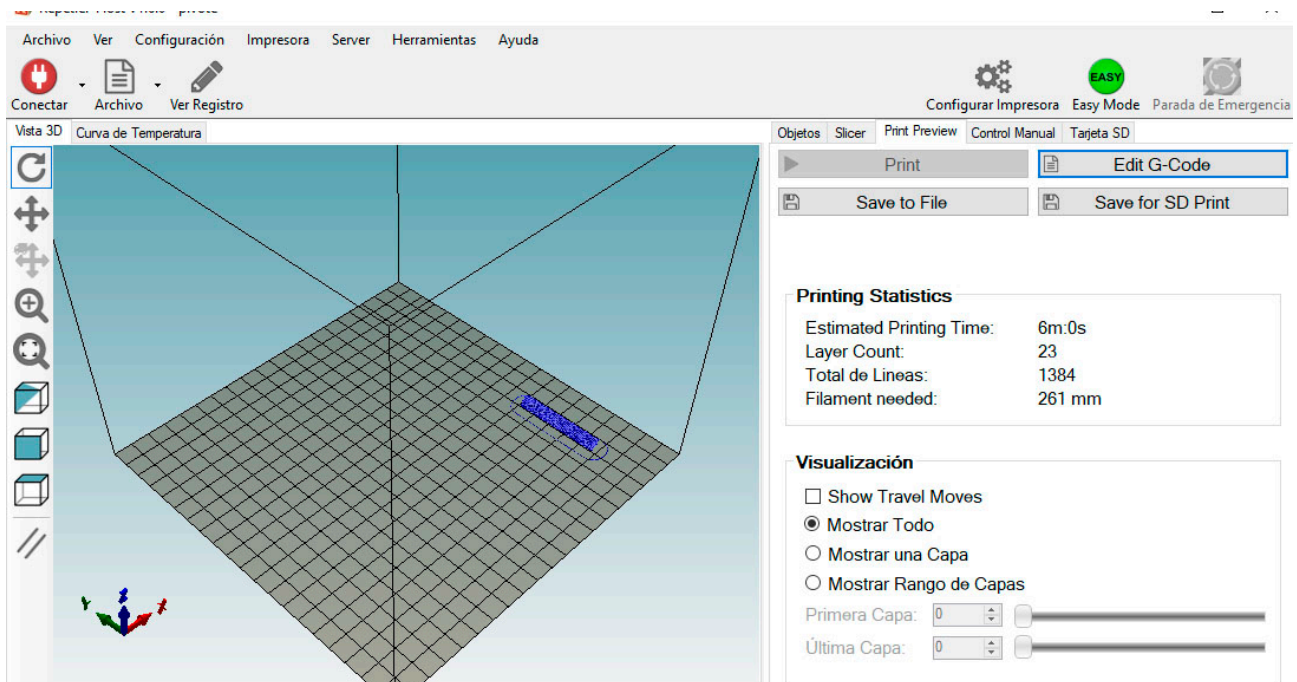 Archivo Ver Configuración Impresora Server Herramientas Ayuda
EASY
Conectar Archivo Ver Registro Configurar Impresora Easy Mode Parada de Emergencia
Vista 3D Curva de Temperatura Objetos Slicer Print Preview Control Manual Tarjeta SD
Print Edit G-Code
Save to File Save for SD Print
Printing Statistics
Estimated Printing Time: 6m:0s
Layer Count: 23
Total de Lineas: 1384
Filament needed: 261 mm
Visualización
Show Travel Moves
Mostrar Todo
Mostrar una Capa
Mostrar Rango de Capas
Primera Capa: 0
Última Capa: 0